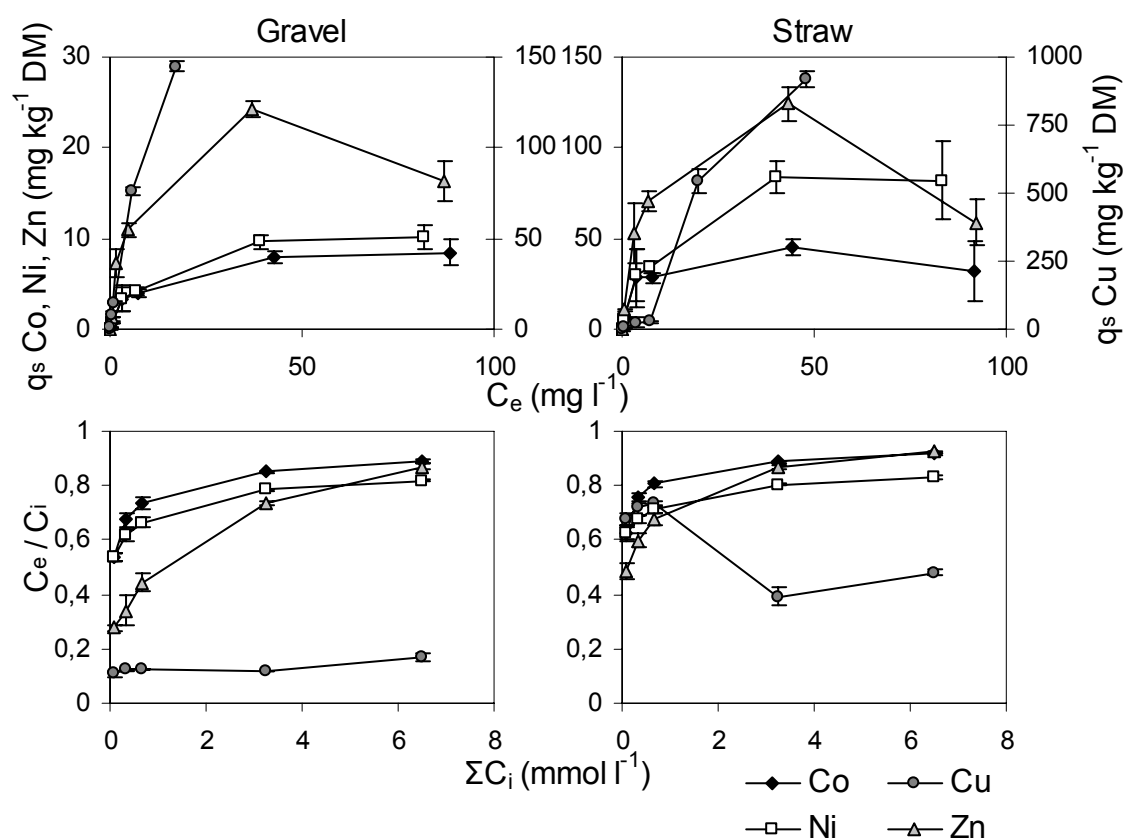 Gravel
Straw
30
20
10
0
150
100
50
0
150
100
50
0
1000
750
500
250
0
qs Co, Ni, Zn (mg kg⁻¹ DM)
qs Cu (mg kg⁻¹ DM)
0 50 100
0 50 100
Ce (mg l⁻¹)
1
0,8
0,6
0,4
0,2
0
1
0,8
0,6
0,4
0,2
0
Ce / Ci
0 2 4 6 8
0 2 4 6 8
ΣCi (mmol l⁻¹)
Co Cu
Ni Zn